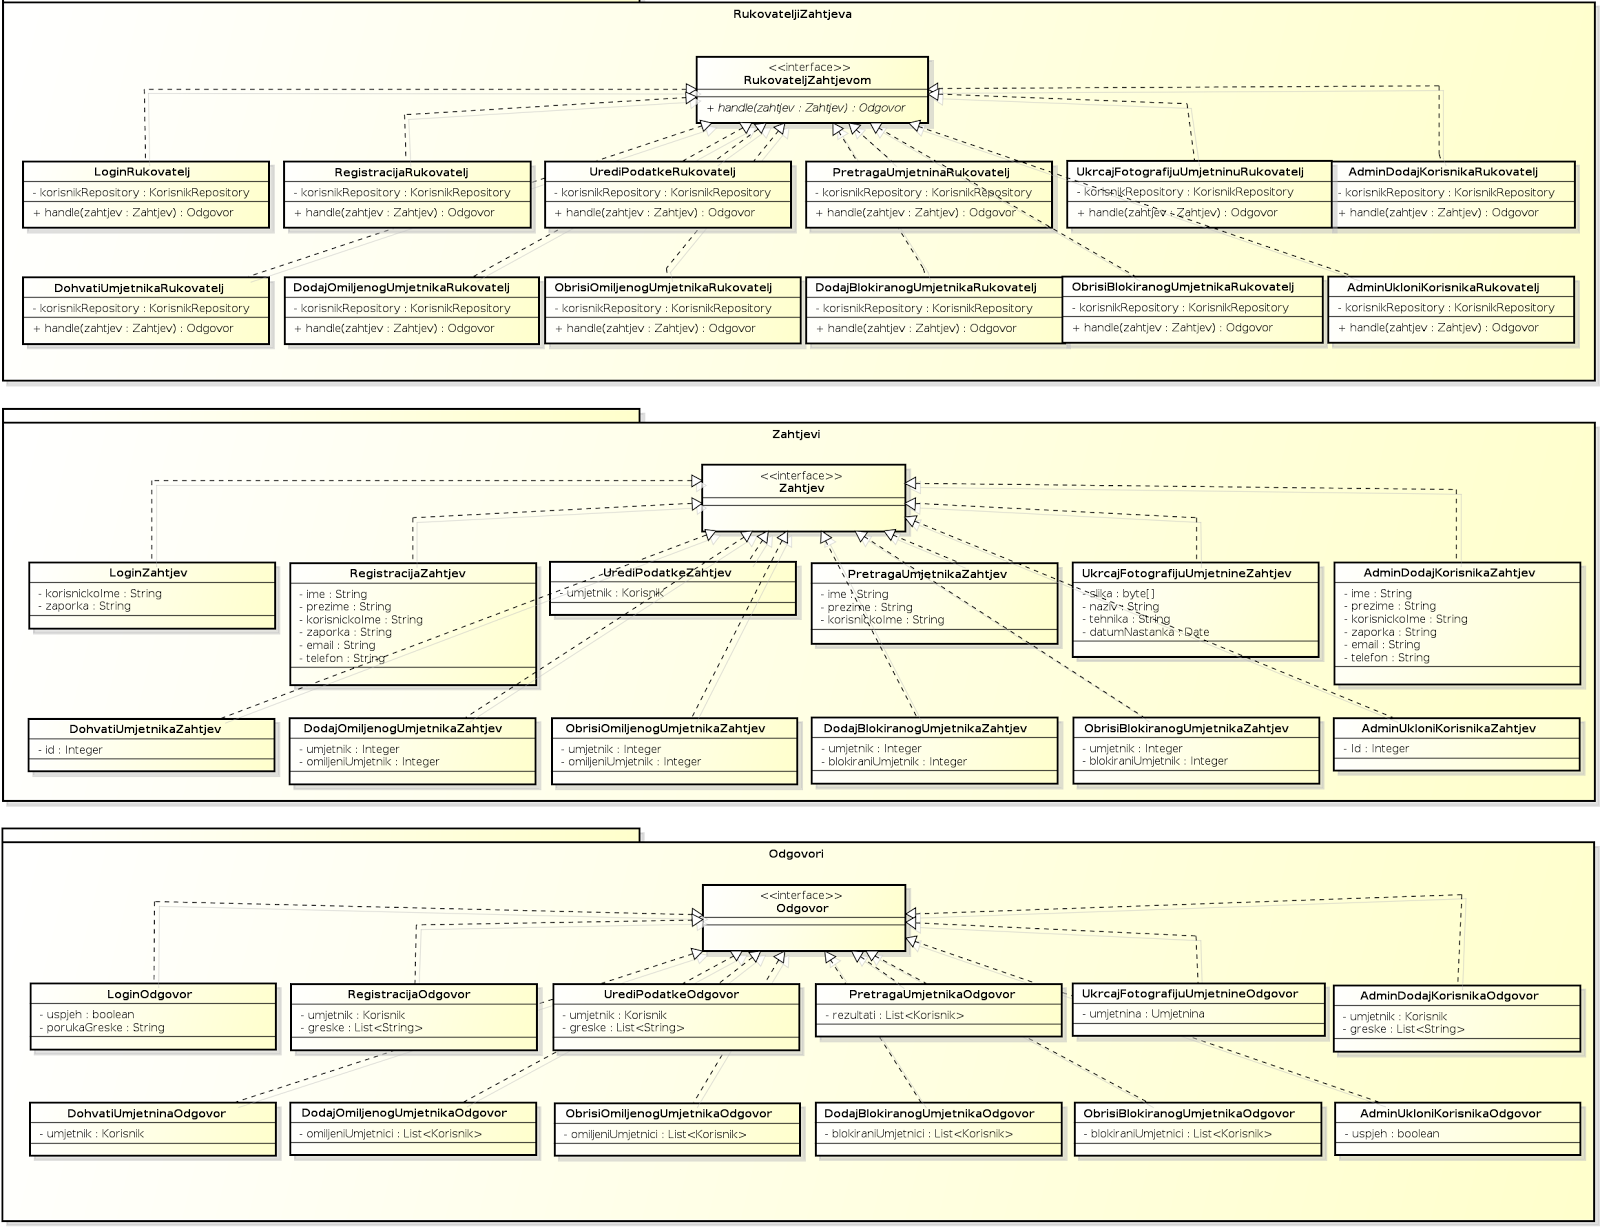 RukovateljiZahtjeva
<<interface>>
RukovateljZahtjevom
+ handle(zahtjev : Zahtjev) : Odgovor
LoginRukovatelj
- korisnikRepository : KorisnikRepository
+ handle(zahtjev : Zahtjev) : Odgovor
RegistracijaRukovatelj
- korisnikRepository : KorisnikRepository
+ handle(zahtjev : Zahtjev) : Odgovor
UrediPodatkeRukovatelj
- korisnikRepository : KorisnikRepository
+ handle(zahtjev : Zahtjev) : Odgovor
PretragaUmjetninaRukovatelj
- korisnikRepository : KorisnikRepository
+ handle(zahtjev : Zahtjev) : Odgovor
UkrcajFotografijuUmjetninuRukovatelj
- korisnikRepository : KorisnikRepository
+ handle(zahtjev : Zahtjev) : Odgovor
AdminDodajKorisnikaRukovatelj
- korisnikRepository : KorisnikRepository
+ handle(zahtjev : Zahtjev) : Odgovor
DohvatiUmjetnikaRukovatelj
- korisnikRepository : KorisnikRepository
+ handle(zahtjev : Zahtjev) : Odgovor
DodajOmiljenogUmjetnikaRukovatelj
- korisnikRepository : KorisnikRepository
+ handle(zahtjev : Zahtjev) : Odgovor
ObrisiOmiljenogUmjetnikaRukovatelj
- korisnikRepository : KorisnikRepository
+ handle(zahtjev : Zahtjev) : Odgovor
DodajBlokiranogUmjetnikaRukovatelj
- korisnikRepository : KorisnikRepository
+ handle(zahtjev : Zahtjev) : Odgovor
ObrisiBlokiranogUmjetnikaRukovatelj
- korisnikRepository : KorisnikRepository
+ handle(zahtjev : Zahtjev) : Odgovor
AdminUkloniKorisnikaRukovatelj
- korisnikRepository : KorisnikRepository
+ handle(zahtjev : Zahtjev) : Odgovor
Zahtjevi
<<interface>>
Zahtjev
LoginZahtjev
- korisnickoIme : String
- zaporka : String
RegistracijaZahtjev
- ime : String
- prezime : String
- korisnickoIme : String
- zaporka : String
- email : String
- telefon : String
UrediPodatkeZahtjev
- umjetnik : Korisnik
PretragaUmjetnikaZahtjev
- ime : String
- prezime : String
- korisnickoIme : String
UkrcajFotografijuUmjetnineZahtjev
- slika : byte[]
- naziv : String
- tehnika : String
- datumNastanka : Date
AdminDodajKorisnikaZahtjev
- ime : String
- prezime : String
- korisnickoIme : String
- zaporka : String
- email : String
- telefon : String
DohvatiUmjetnikaZahtjev
- id : Integer
DodajOmiljenogUmjetnikaZahtjev
- umjetnik : Integer
- omiljeniUmjetnik : Integer
ObrisiOmiljenogUmjetnikaZahtjev
- umjetnik : Integer
- omiljeniUmjetnik : Integer
DodajBlokiranogUmjetnikaZahtjev
- umjetnik : Integer
- blokiraniUmjetnik : Integer
ObrisiBlokiranogUmjetnikaZahtjev
- umjetnik : Integer
- blokiraniUmjetnik : Integer
AdminUkloniKorisnikaZahtjev
- Id : Integer
Odgovori
<<interface>>
Odgovor
LoginOdgovor
- uspjeh : boolean
- porukaGreske : String
RegistracijaOdgovor
- umjetnik : Korisnik
- greske : List<String>
UrediPodatkeOdgovor
- umjetnik : Korisnik
- greske : List<String>
PretragaUmjetnikaOdgovor
- rezultati : List<Korisnik>
UkrcajFotografijuUmjetnineOdgovor
- umjetnina : Umjetnina
AdminDodajKorisnikaOdgovor
- umjetnik : Korisnik
- greske : List<String>
DohvatiUmjetninaOdgovor
- umjetnik : Korisnik
DodajOmiljenogUmjetnikaOdgovor
- omiljeniUmjetnici : List<Korisnik>
ObrisiOmiljenogUmjetnikaOdgovor
- omiljeniUmjetnici : List<Korisnik>
DodajBlokiranogUmjetnikaOdgovor
- blokiraniUmjetnici : List<Korisnik>
ObrisiBlokiranogUmjetnikaOdgovor
- blokiraniUmjetnici : List<Korisnik>
AdminUkloniKorisnikaOdgovor
- uspjeh : boolean